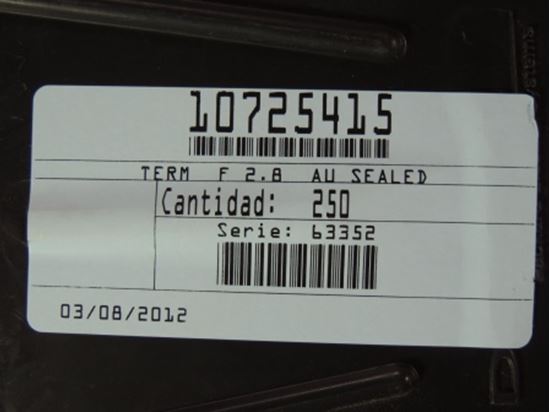 10725415
TERM F 2.8 AU SEALED
Cantidad: 250
Serie: 63352
03/08/2012